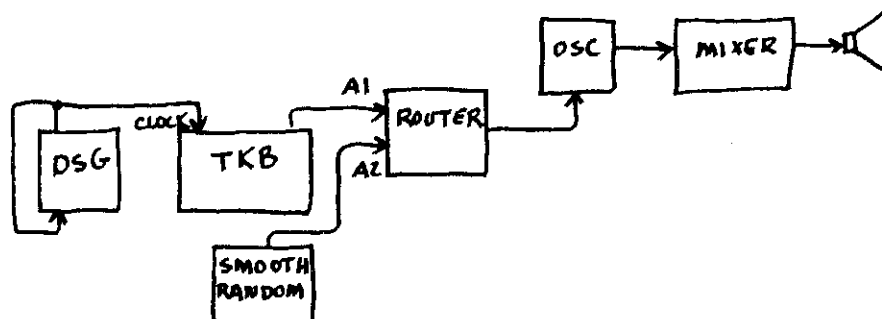 OSC
MIXER
A1
ROUTER
CLOCK
DSG
TKB
A2
SMOOTH
RANDOM